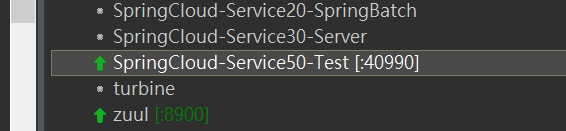 SpringCloud-Service20-SpringBatch
SpringCloud-Service30-Server
SpringCloud-Service50-Test [:40990]
turbine
zuul [:8900]